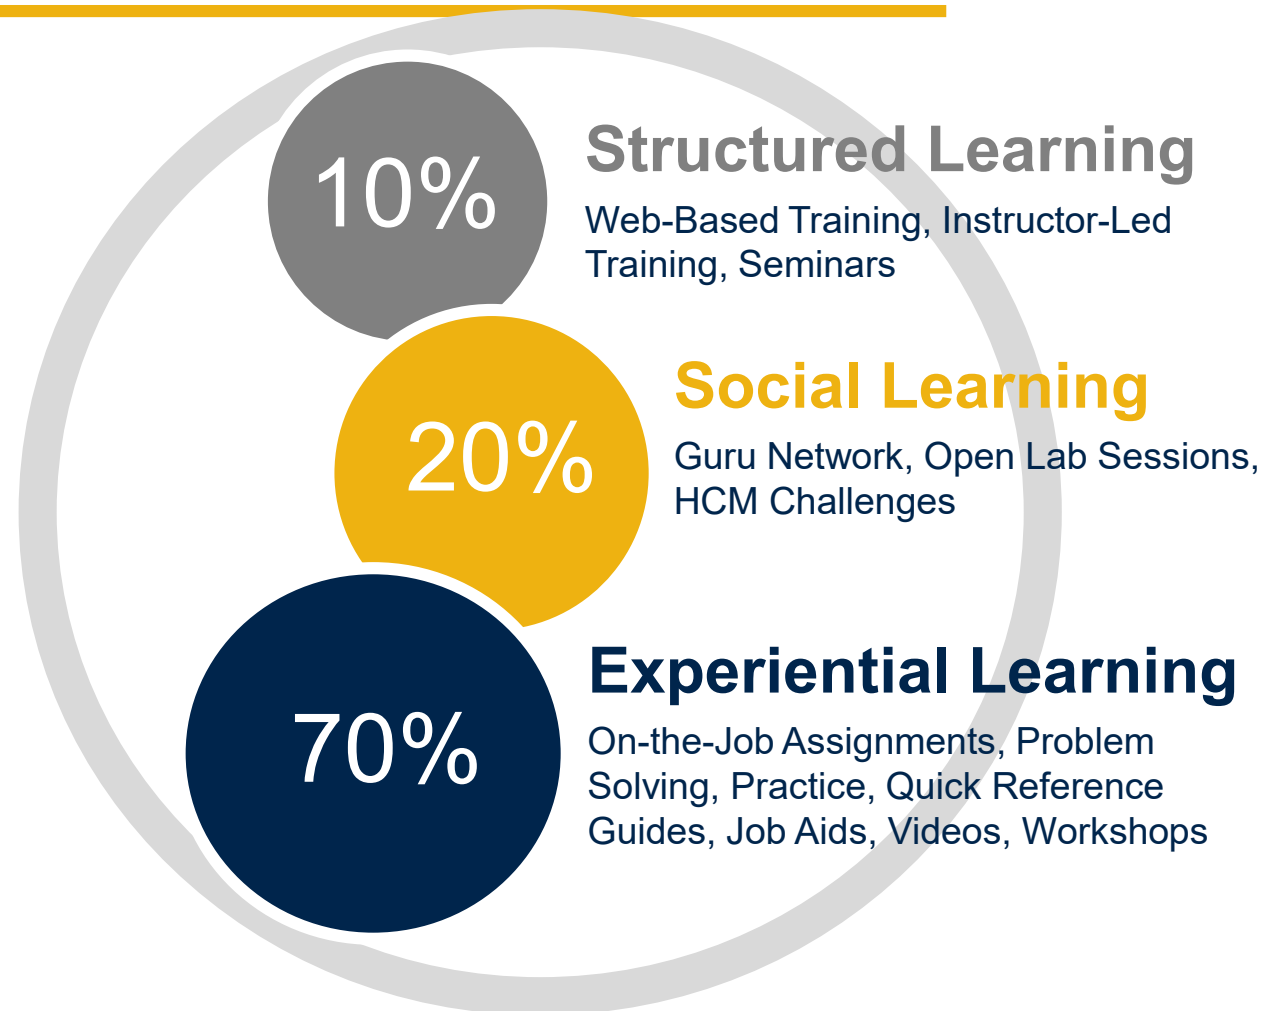 10%
Structured Learning
Web-Based Training, Instructor-Led
Training, Seminars
20%
Social Learning
Guru Network, Open Lab Sessions,
HCM Challenges
70%
Experiential Learning
On-the-Job Assignments, Problem
Solving, Practice, Quick Reference
Guides, Job Aids, Videos, Workshops